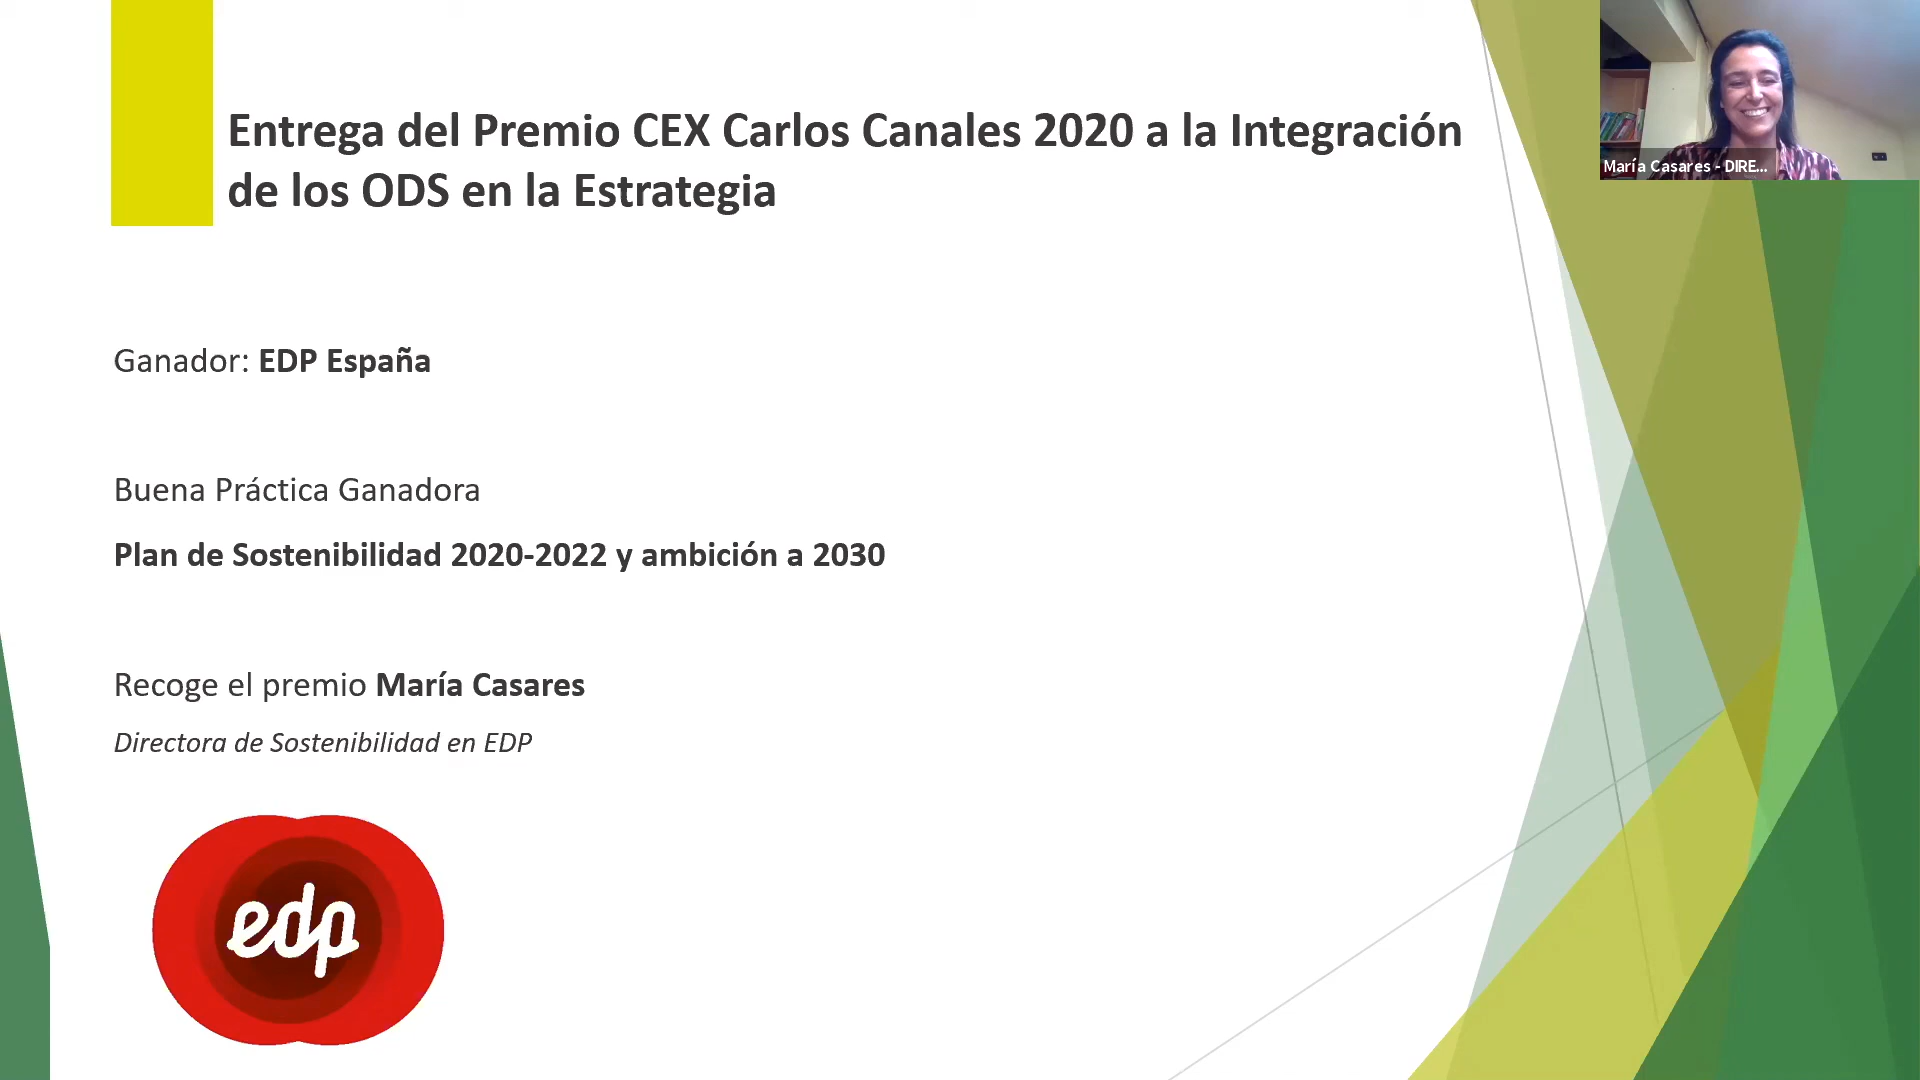 Entrega del Premio CEX Carlos Canales 2020 a la Integración
de los ODS en la Estrategia
María Casares - DIRE...
Ganador: EDP España
Buena Práctica Ganadora
Plan de Sostenibilidad 2020-2022 y ambición a 2030
Recoge el premio María Casares
Directora de Sostenibilidad en EDP
edp